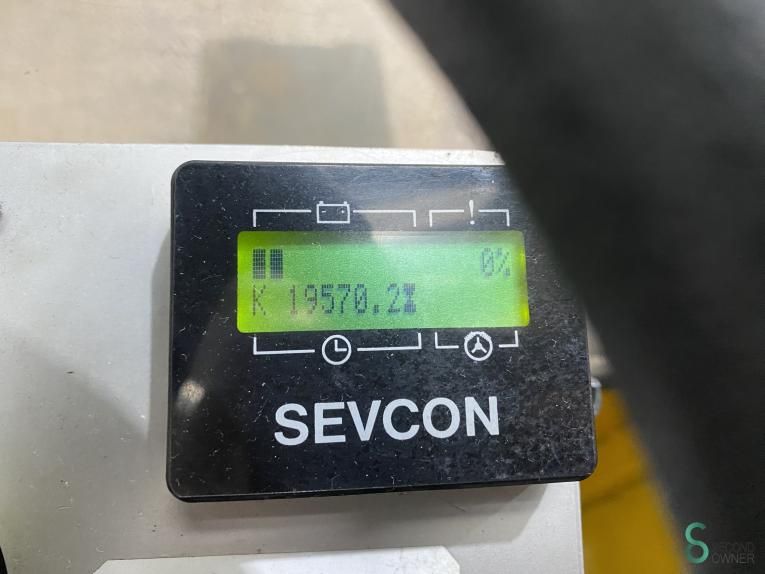 0%
K 19570.2
SEVCON
S SECOND
OWNER